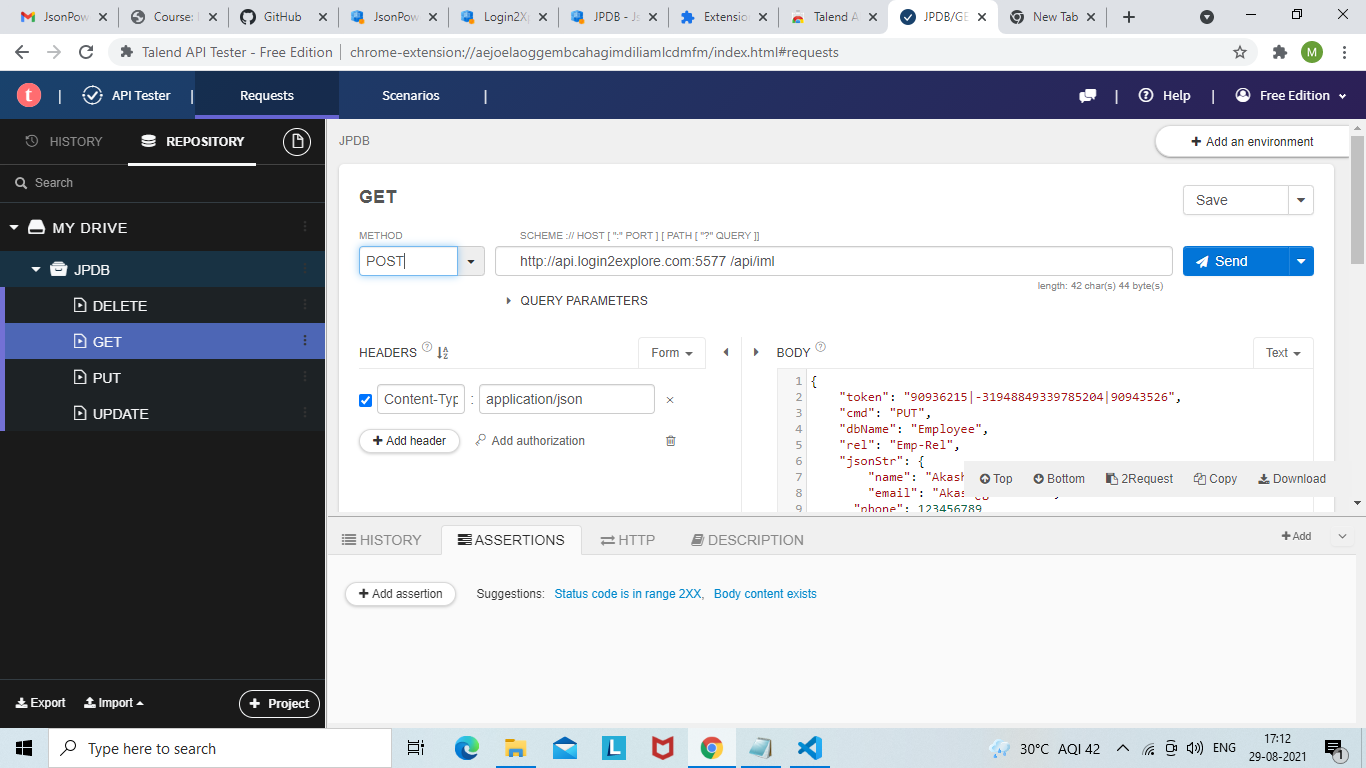 JsonPow
Course: J
GitHub
JsonPow
Login2Xp
JPDB - Js
Extension
Talend A
JPDB/GE
New Tab
Talend API Tester - Free Edition | chrome-extension://aejoelaoggembcahagimdiliamlcdmfm/index.html#requests
M
t | API Tester | Requests Scenarios | | Help | Free Edition
HISTORY REPOSITORY
Search
MY DRIVE
JPDB
DELETE
GET
PUT
UPDATE
Export Import + Project
JPDB
+ Add an environment
GET
Save
METHOD SCHEME :// HOST [ ":" PORT ] [ PATH [ "?" QUERY ]]
POST http://api.login2explore.com:5577 /api/iml Send
length: 42 char(s) 44 byte(s)
QUERY PARAMETERS
HEADERS ? Form
Content-Typ : application/json ×
+ Add header Add authorization
BODY ? Text
1 {
2 "token": "90936215|-31948849339785204|90943526",
3 "cmd": "PUT",
4 "dbName": "Employee",
5 "rel": "Emp-Rel",
6 "jsonStr": {
7 "name": "Akash
8 "email": "Akas
9 "phone": 123456789
Top Bottom 2Request Copy Download
HISTORY ASSERTIONS HTTP DESCRIPTION + Add
+ Add assertion Suggestions: Status code is in range 2XX, Body content exists
Type here to search
L
30°C AQI 42 ENG
17:12
29-08-2021
1